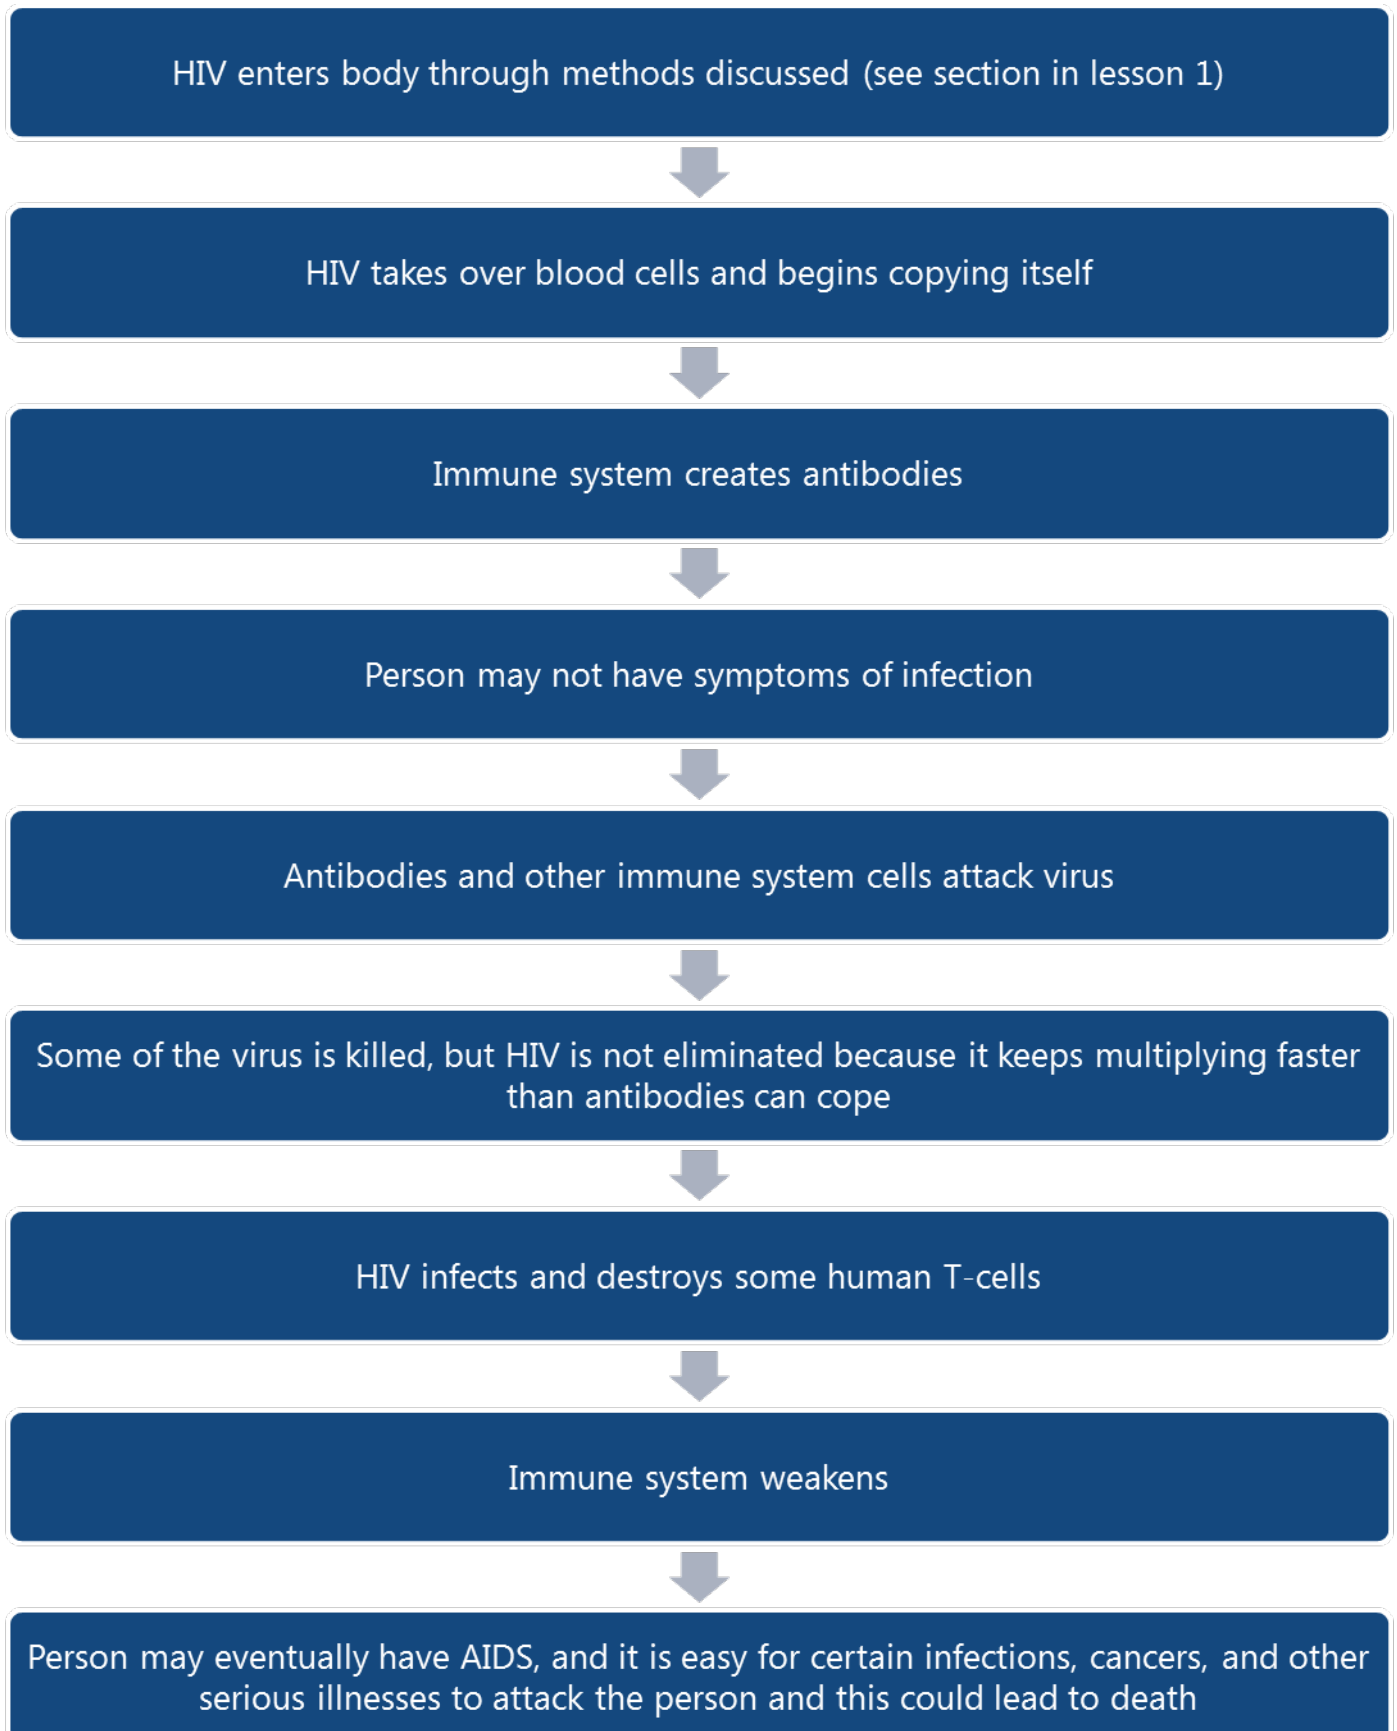 HIV enters body through methods discussed (see section in lesson 1)
HIV takes over blood cells and begins copying itself
Immune system creates antibodies
Person may not have symptoms of infection
Antibodies and other immune system cells attack virus
Some of the virus is killed, but HIV is not eliminated because it keeps multiplying faster
than antibodies can cope
HIV infects and destroys some human T-cells
Immune system weakens
Person may eventually have AIDS, and it is easy for certain infections, cancers, and other
serious illnesses to attack the person and this could lead to death